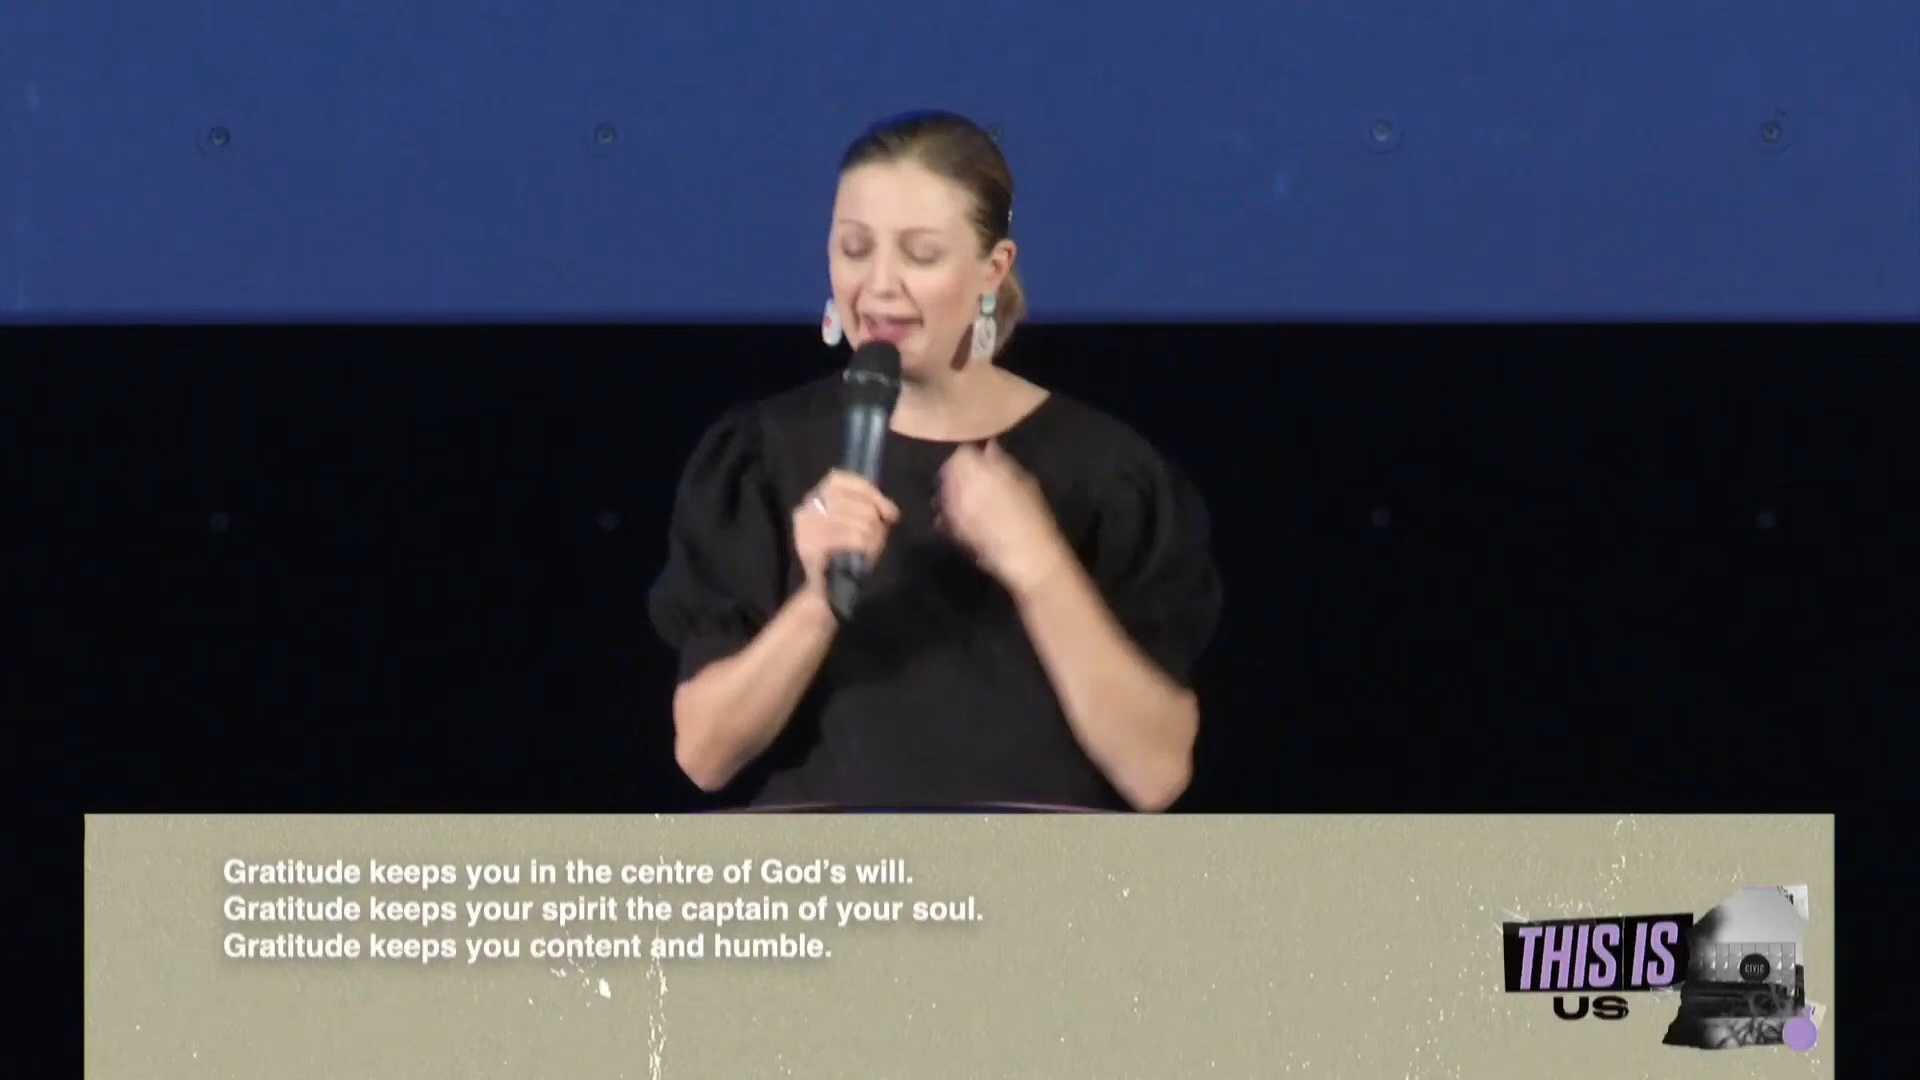 Gratitude keeps you in the centre of God's will.
Gratitude keeps your spirit the captain of your soul.
Gratitude keeps you content and humble.
THIS IS
US
CIVIC